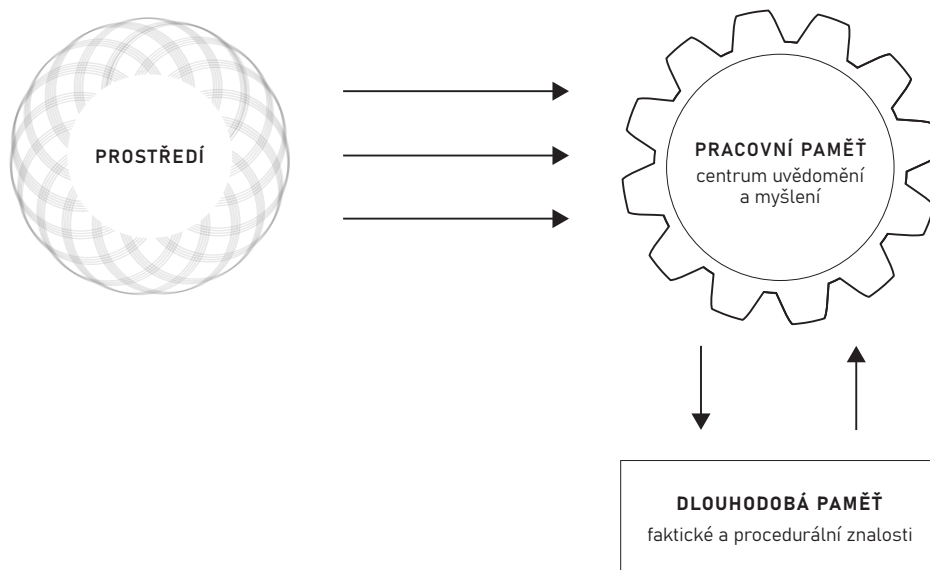 PROSTŘEDÍ
PRACOVNÍ PAMĚŤ
centrum uvědomění
a myšlení
DLOUHODOBÁ PAMĚŤ
faktické a procedurální znalosti